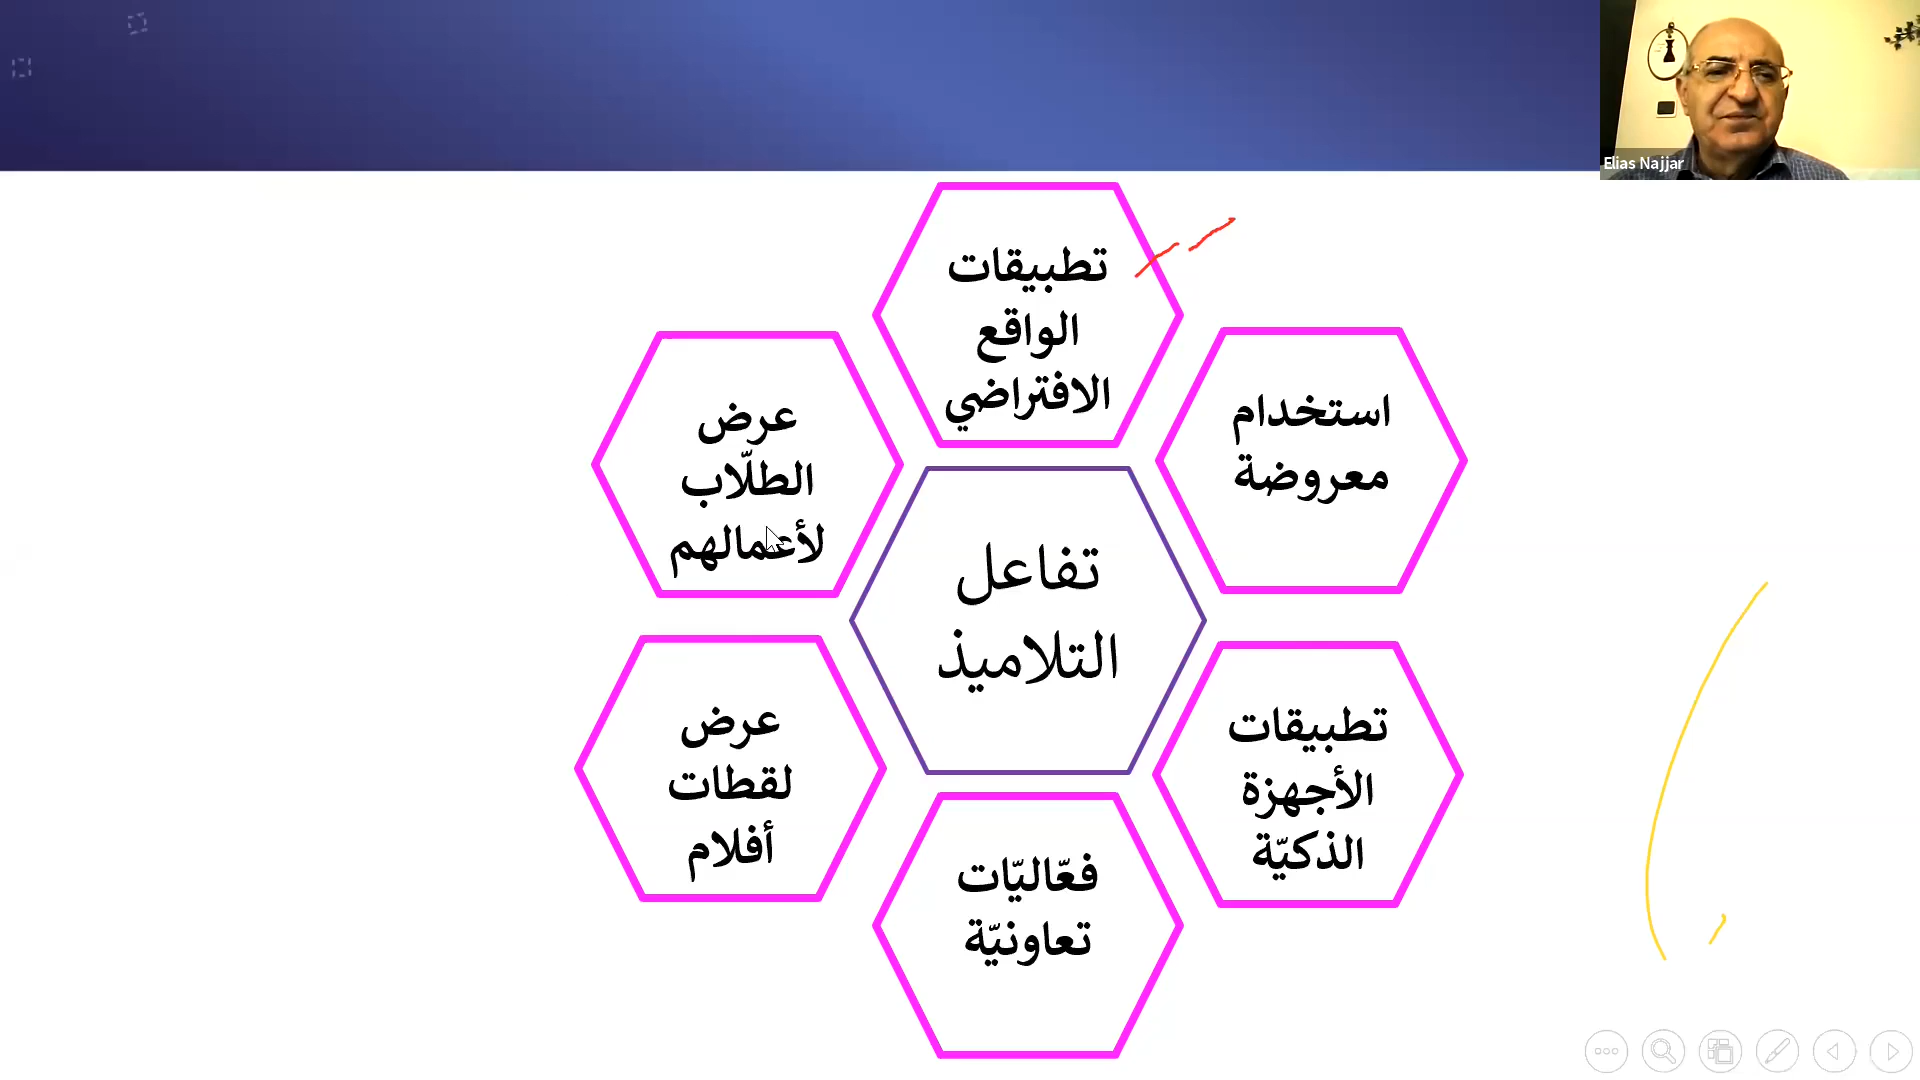 Elias Najjar
تطبيقات
الواقع
الافتراضي
استخدام
معروضة
عرض
الطلّاب
لأعمالهم
تفاعل
التلاميذ
تطبيقات
الأجهزة
الذكيّة
عرض
لقطات
أفلام
فعّاليّات
تعاونيّة